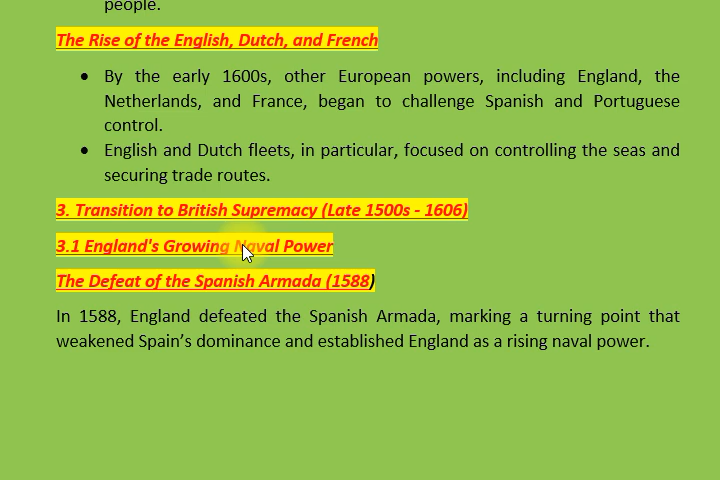 people.
The Rise of the English, Dutch, and French
• By the early 1600s, other European powers, including England, the
Netherlands, and France, began to challenge Spanish and Portuguese
control.
• English and Dutch fleets, in particular, focused on controlling the seas and
securing trade routes.
3. Transition to British Supremacy (Late 1500s - 1606)
3.1 England's Growing Naval Power
The Defeat of the Spanish Armada (1588)
In 1588, England defeated the Spanish Armada, marking a turning point that
weakened Spain’s dominance and established England as a rising naval power.